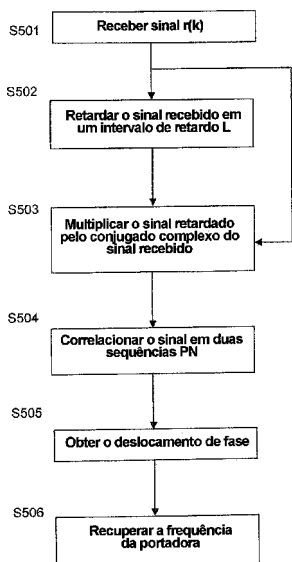 S501
Receber sinal r(k)
S502
Retardar o sinal recebido em
um intervalo de retardo L
S503
Multiplicar o sinal retardado
pelo conjugado complexo do
sinal recebido
S504
Correlacionar o sinal em duas
sequências PN
S505
Obter o deslocamento de fase
S506
Recuperar a frequência
da portadora